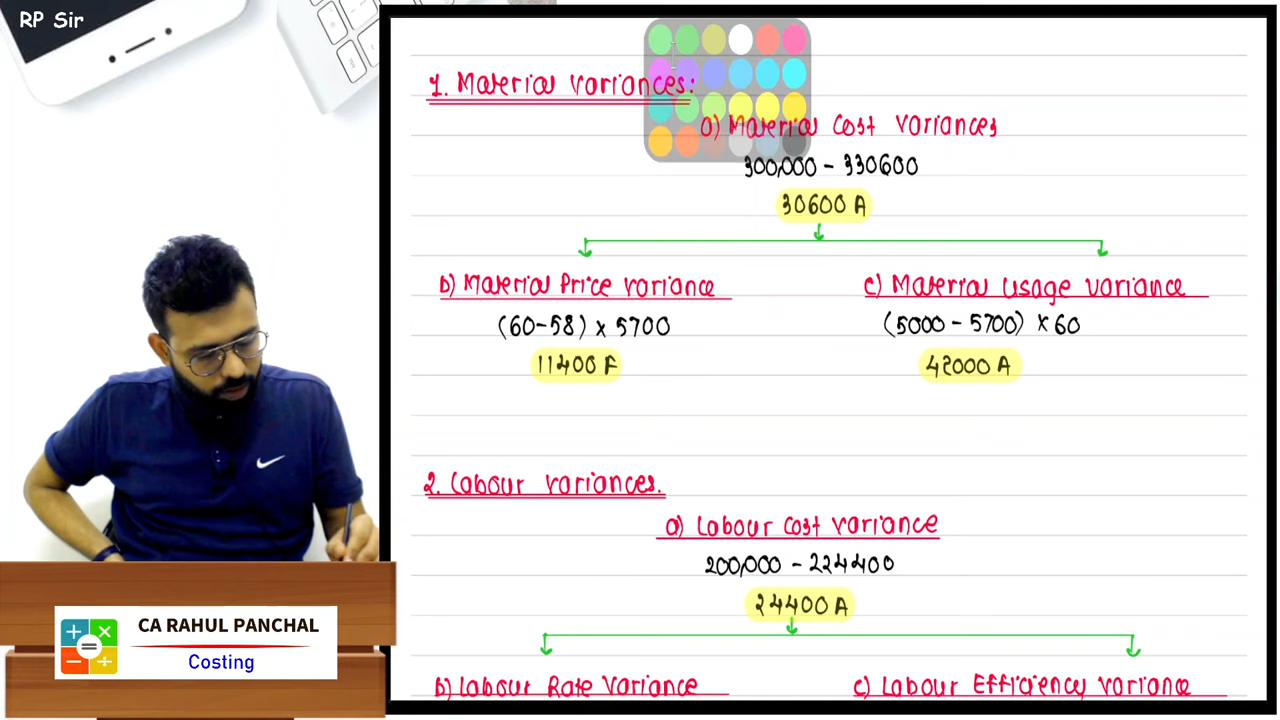 RP Sir
1. Material Variances:
a) Material Cost Variances
300,000 - 330600
30600 A
b) Material Price Variance
c) Material Usage Variance
(60-58) x 5700
(5000 - 5700) x 60
11400 F
42000 A
2. Labour Variances.
a) Labour Cost Variance
200,000 - 224400
24400 A
b) Labour Rate Variance
c) Labour Efficiency Variance
CA RAHUL PANCHAL
Costing